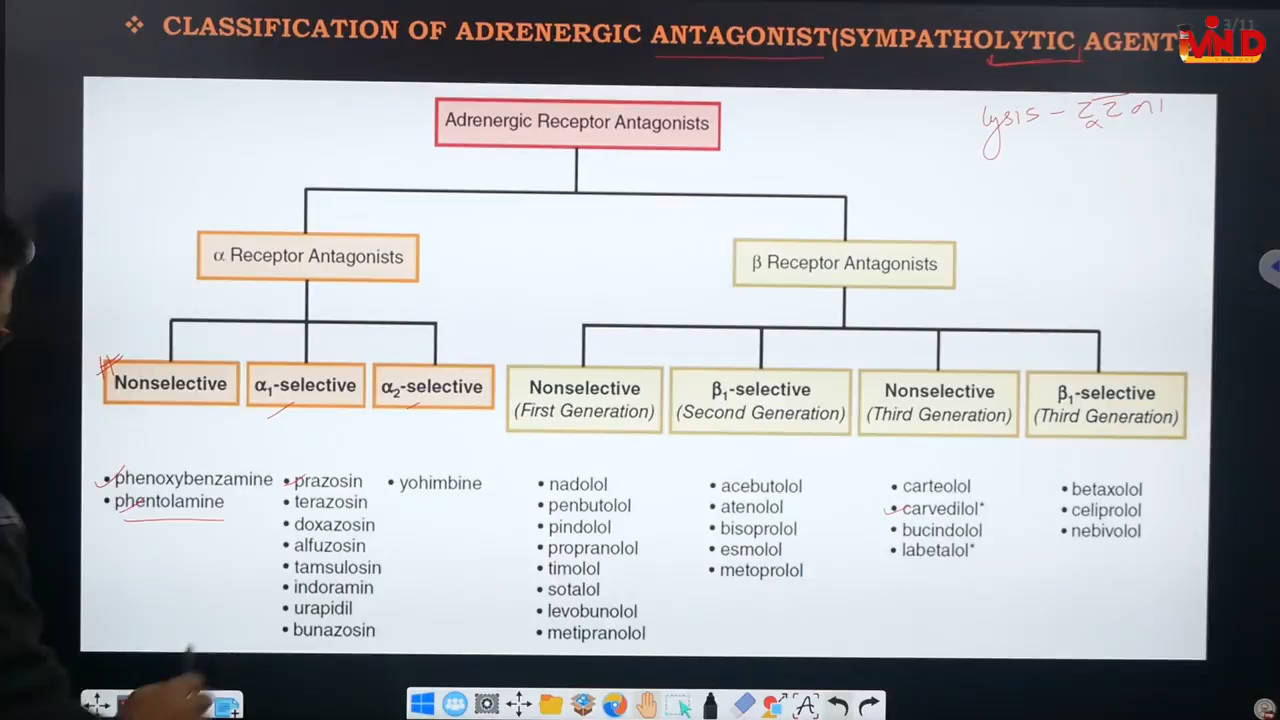 ❖ CLASSIFICATION OF ADRENERGIC ANTAGONIST(SYMPATHOLYTIC AGENT
3/11
ViND
lysis –
Adrenergic Receptor Antagonists
α Receptor Antagonists
β Receptor Antagonists
Nonselective
α1-selective
α2-selective
Nonselective
(First Generation)
β1-selective
(Second Generation)
Nonselective
(Third Generation)
β1-selective
(Third Generation)
• phenoxybenzamine
• phentolamine
• prazosin
• terazosin
• doxazosin
• alfuzosin
• tamsulosin
• indoramin
• urapidil
• bunazosin
• yohimbine
• nadolol
• penbutolol
• pindolol
• propranolol
• timolol
• sotalol
• levobunolol
• metipranolol
• acebutolol
• atenolol
• bisoprolol
• esmolol
• metoprolol
• carteolol
• carvedilol*
• bucindolol
• labetalol*
• betaxolol
• celiprolol
• nebivolol